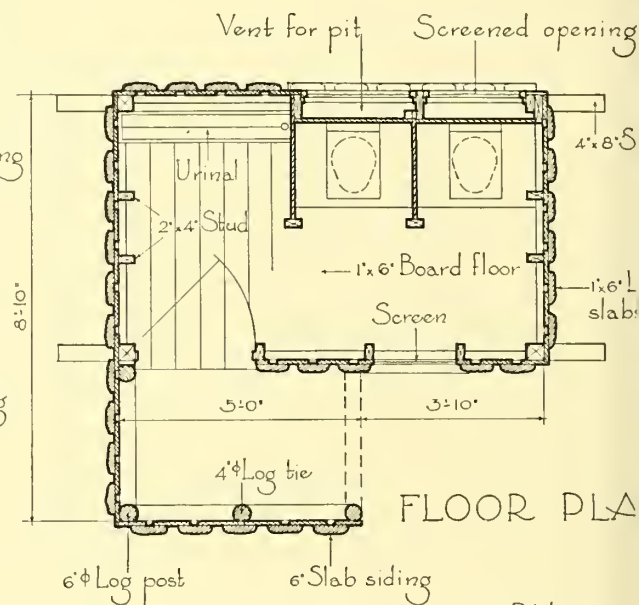 Vent for pit
Screened opening
4"x8" S
Urinal
2"x4" Stud
1"x6" Board floor
1"x6" L
slabs
8'-10"
Screen
5'-0"
3'-10"
4"ϕ Log tie
FLOOR PLA
6"ϕ Log post
6" Slab siding